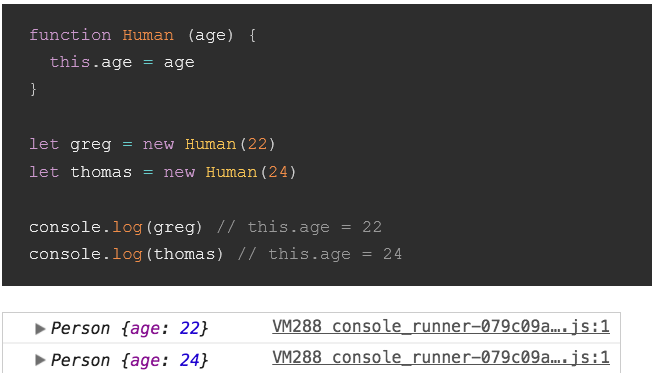 function Human (age) {
this.age = age
}
let greg = new Human(22)
let thomas = new Human(24)
console.log(greg) // this.age = 22
console.log(thomas) // this.age = 24
▶Person {age: 22} VM288 console_runner-079c09a….js:1
▶Person {age: 24} VM288 console_runner-079c09a….js:1